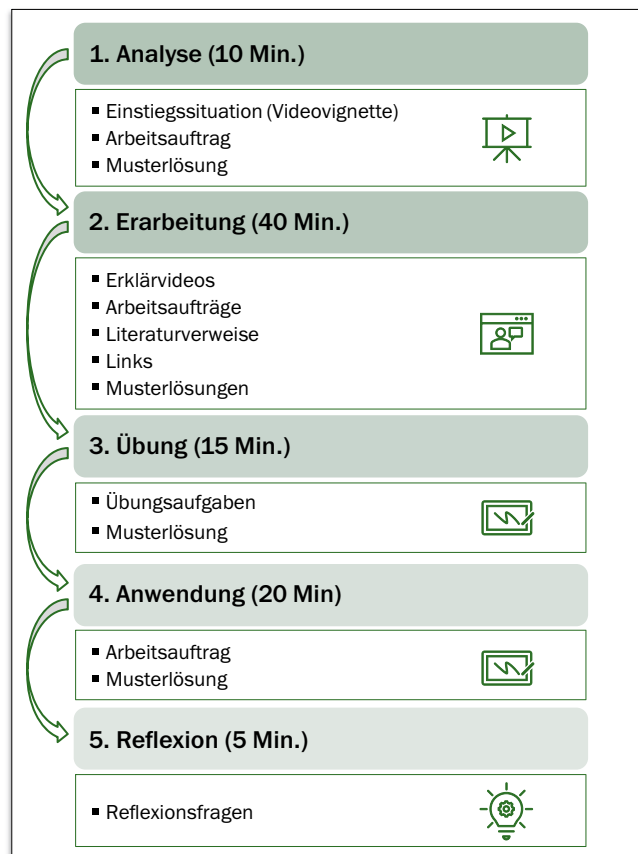 1. Analyse (10 Min.)
▪ Einstiegssituation (Videovignette)
▪ Arbeitsauftrag
▪ Musterlösung
2. Erarbeitung (40 Min.)
▪ Erklärvideos
▪ Arbeitsaufträge
▪ Literaturverweise
▪ Links
▪ Musterlösungen
3. Übung (15 Min.)
▪ Übungsaufgaben
▪ Musterlösung
4. Anwendung (20 Min)
▪ Arbeitsauftrag
▪ Musterlösung
5. Reflexion (5 Min.)
▪ Reflexionsfragen